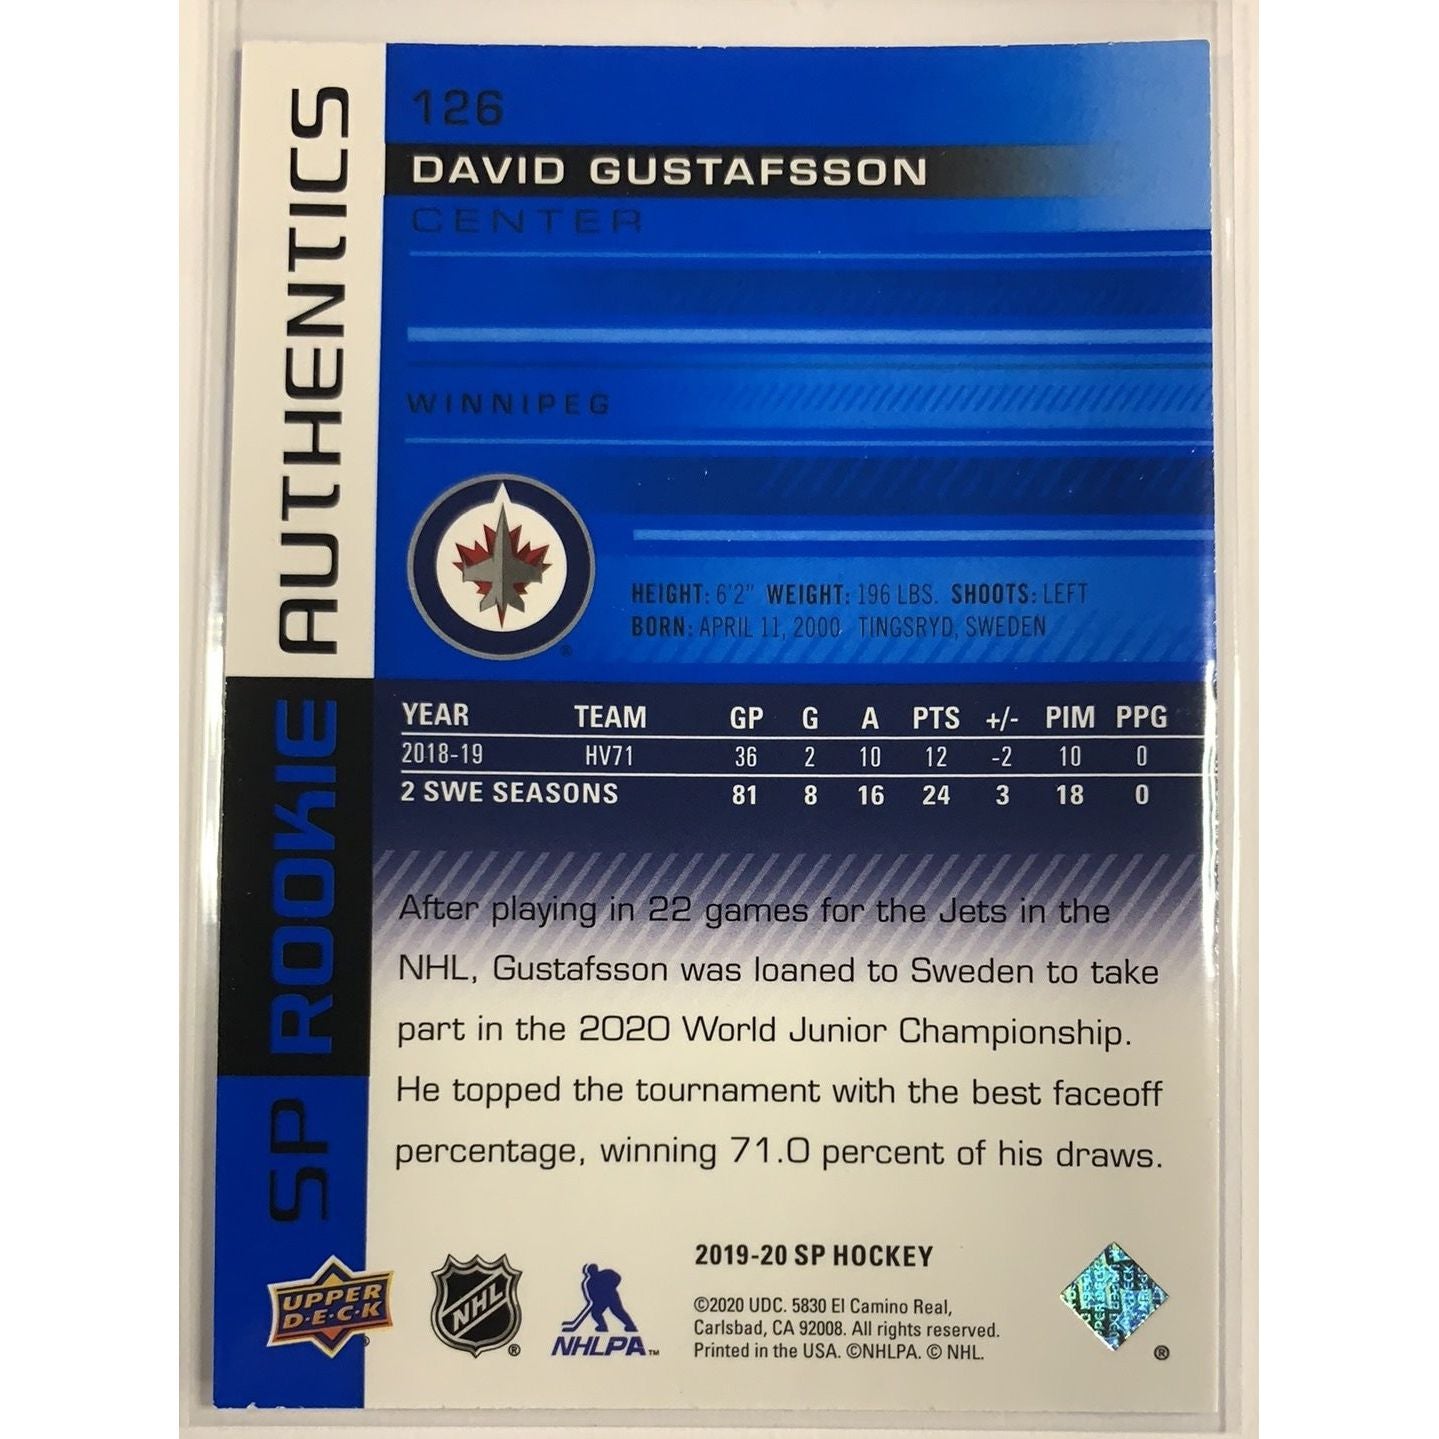 126
DAVID GUSTAFSSON
CENTER
WINNIPEG
®
HEIGHT: 6'2" WEIGHT: 196 LBS. SHOOTS: LEFT
BORN: APRIL 11, 2000 TINGSRYD, SWEDEN
SP ROOKIE AUTHENTICS
YEAR TEAM GP G A PTS +/- PIM PPG
2018-19 HV71 36 2 10 12 -2 10 0
2 SWE SEASONS 81 8 16 24 3 18 0
After playing in 22 games for the Jets in the
NHL, Gustafsson was loaned to Sweden to take
part in the 2020 World Junior Championship.
He topped the tournament with the best faceoff
percentage, winning 71.0 percent of his draws.
UPPER
D·E·C·K
®
NHL
®
NHLPA™
2019-20 SP HOCKEY
©2020 UDC. 5830 El Camino Real,
Carlsbad, CA 92008. All rights reserved.
Printed in the USA. ©NHLPA. © NHL.
®